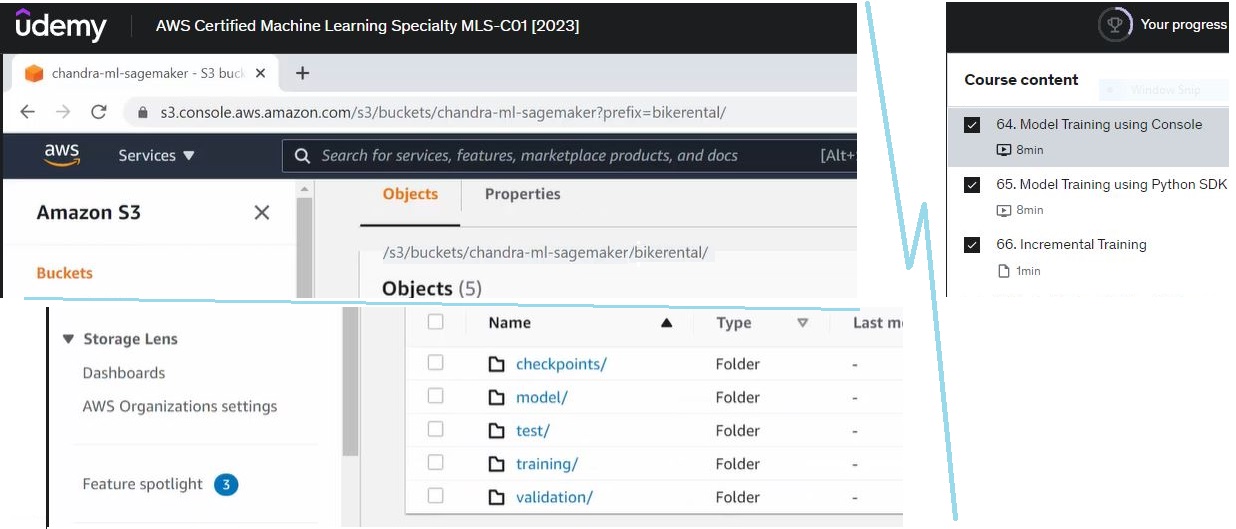 udemy
AWS Certified Machine Learning Specialty MLS-C01 [2023]
chandra-ml-sagemaker - S3 buc
s3.console.aws.amazon.com/s3/buckets/chandra-ml-sagemaker?prefix=bikerental/
aws
Services
Search for services, features, marketplace products, and docs
[Alt+
Amazon S3
Buckets
Objects
Properties
/s3/buckets/chandra-ml-sagemaker/bikerental/
Objects (5)
Storage Lens
Dashboards
AWS Organizations settings
Feature spotlight 3
Name Type Last m
checkpoints/ Folder -
model/ Folder -
test/ Folder -
training/ Folder -
validation/ Folder -
Your progress
Course content
Window Snip
64. Model Training using Console
8min
65. Model Training using Python SDK
8min
66. Incremental Training
1min